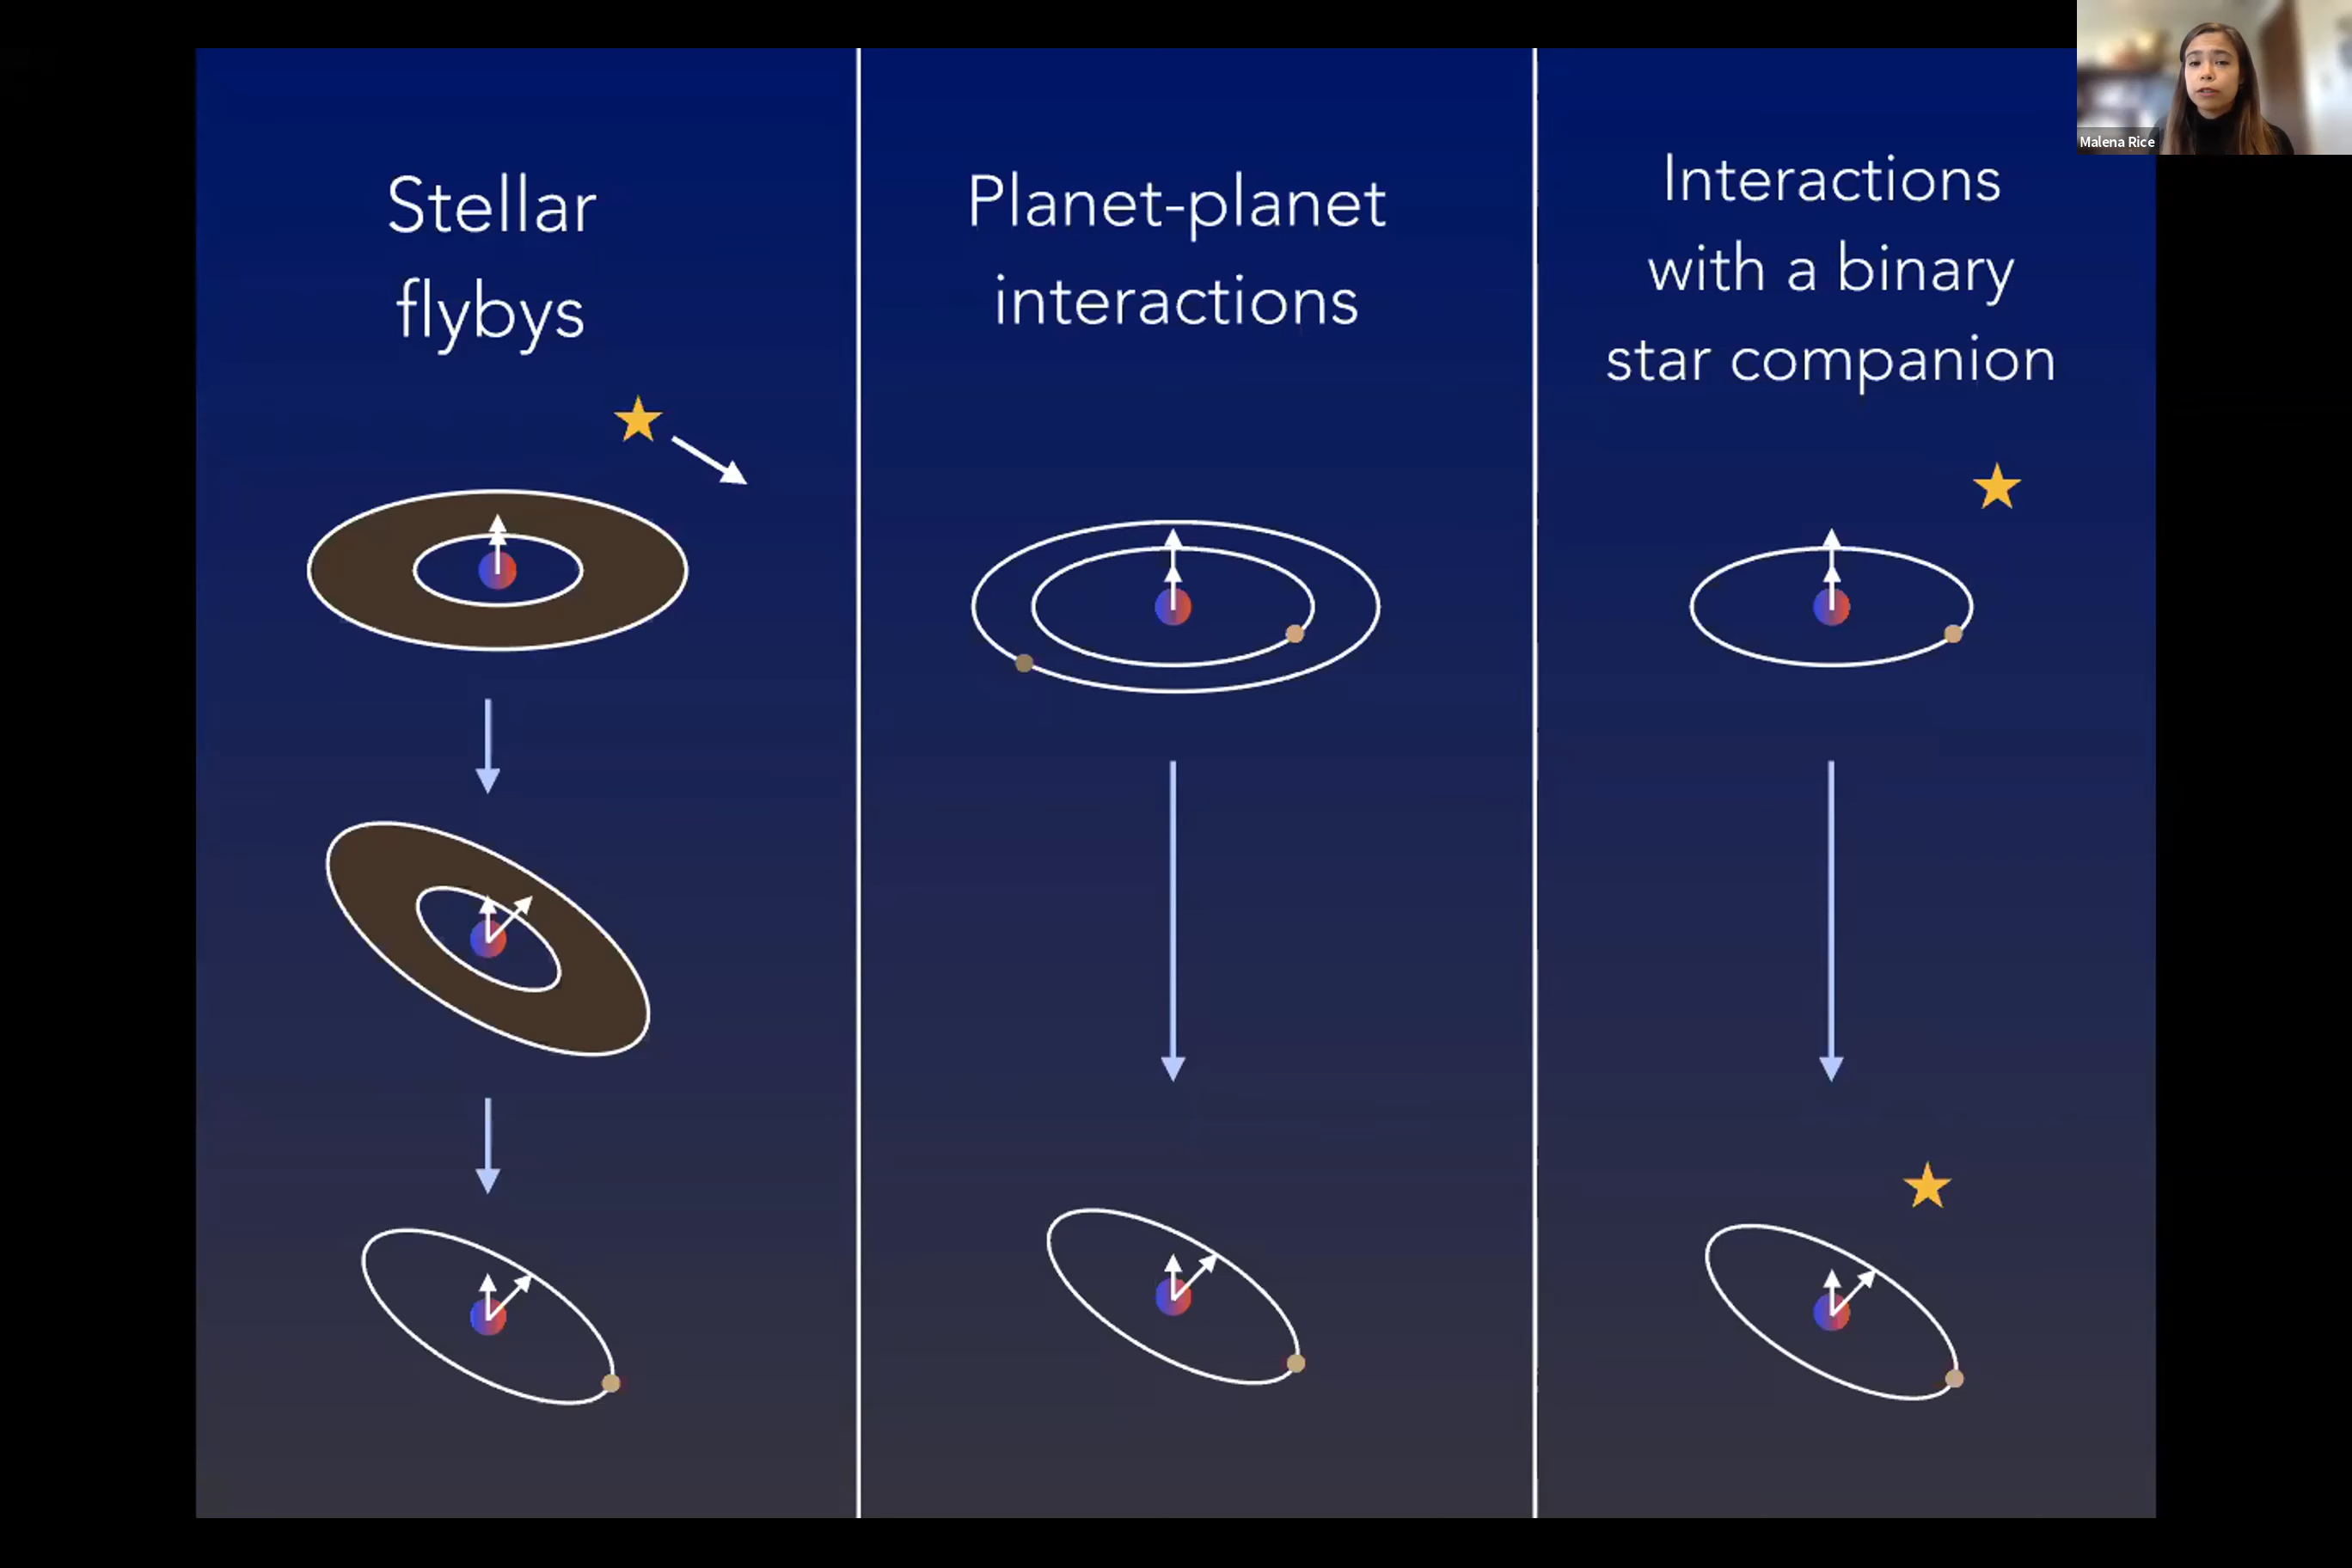 Stellar
flybys
Planet-planet
interactions
Interactions
with a binary
star companion
Malena Rice